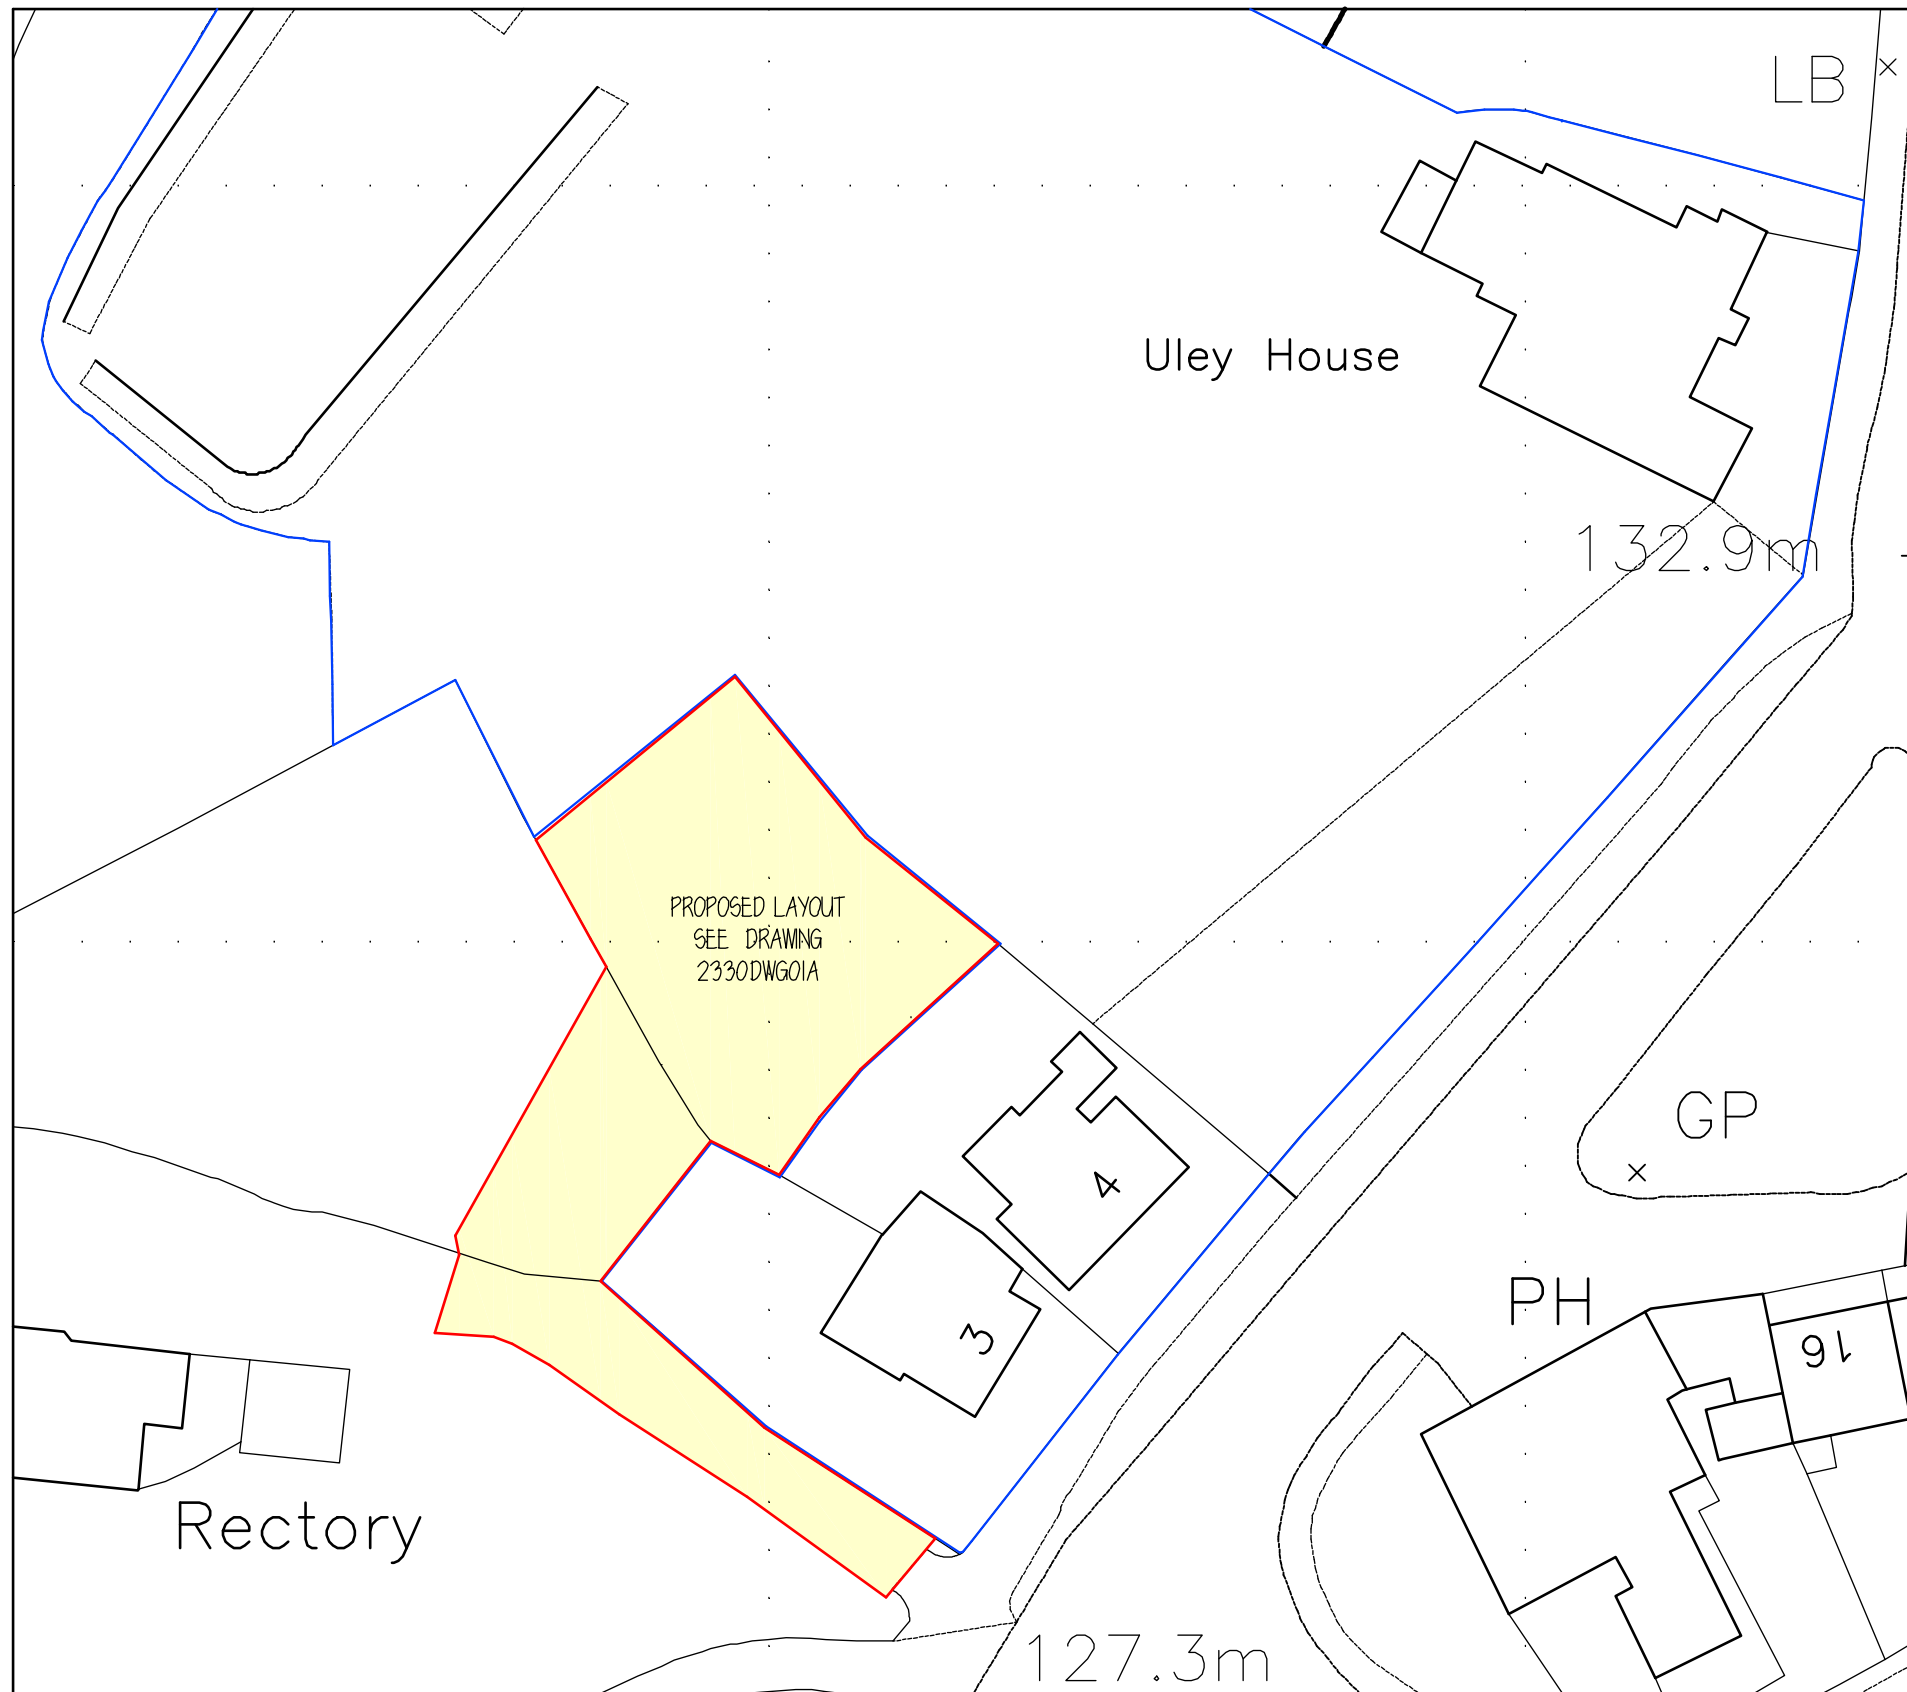 LB
Uley House
132.9m
PROPOSED LAYOUT
SEE DRAWING
2330DWG01A
GP
4
PH
3
16
Rectory
127.3m